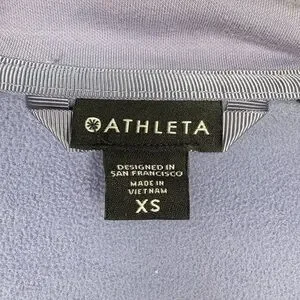 ATHLETA
DESIGNED IN
SAN FRANCISCO
MADE IN
VIETNAM
XS